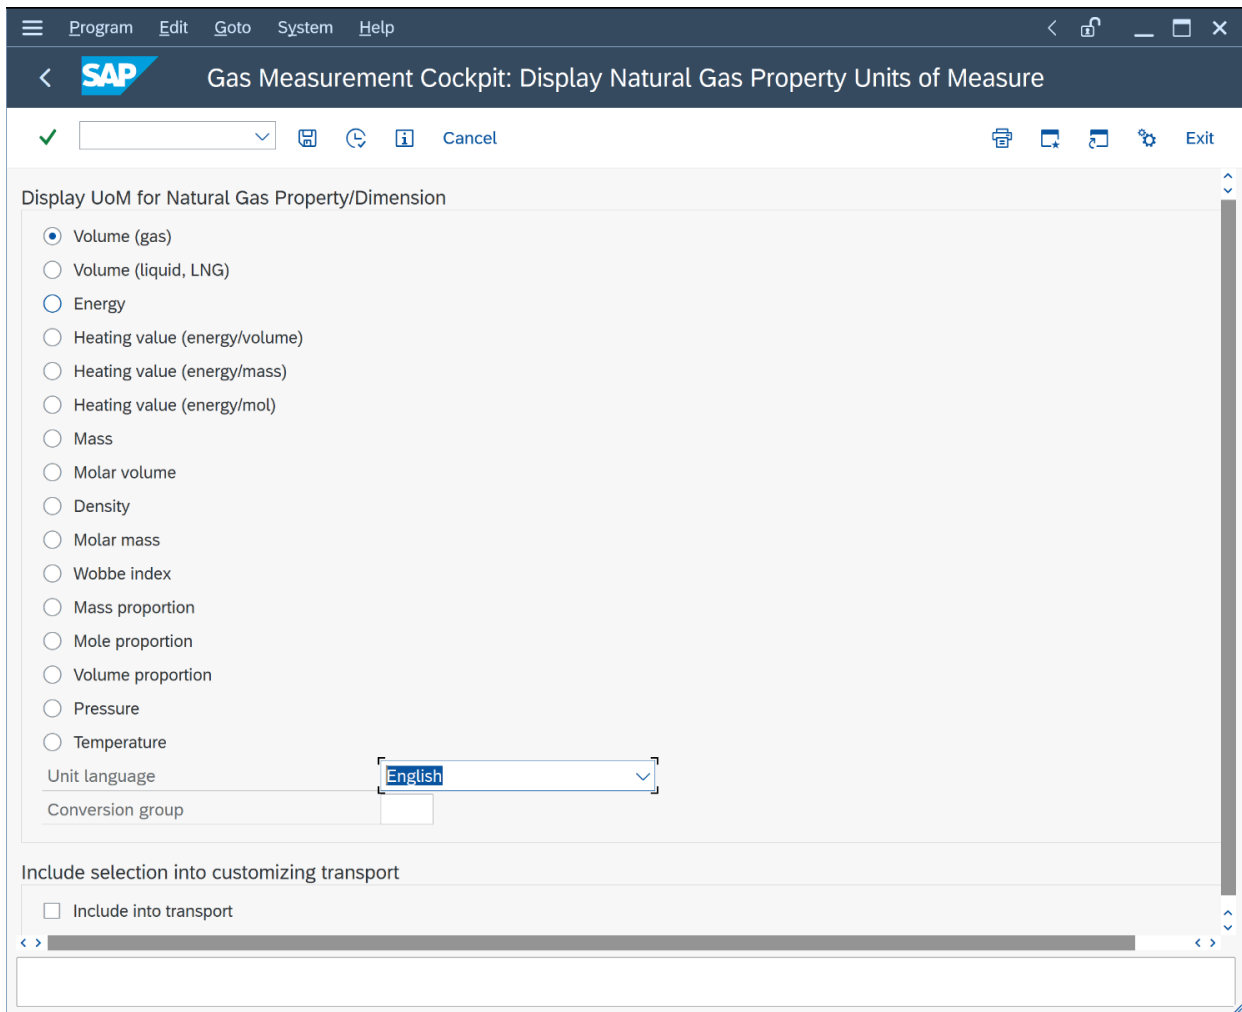 Program Edit Goto System Help
SAP Gas Measurement Cockpit: Display Natural Gas Property Units of Measure
Cancel Exit
Display UoM for Natural Gas Property/Dimension
Volume (gas)
Volume (liquid, LNG)
Energy
Heating value (energy/volume)
Heating value (energy/mass)
Heating value (energy/mol)
Mass
Molar volume
Density
Molar mass
Wobbe index
Mass proportion
Mole proportion
Volume proportion
Pressure
Temperature
Unit language English
Conversion group
Include selection into customizing transport
Include into transport